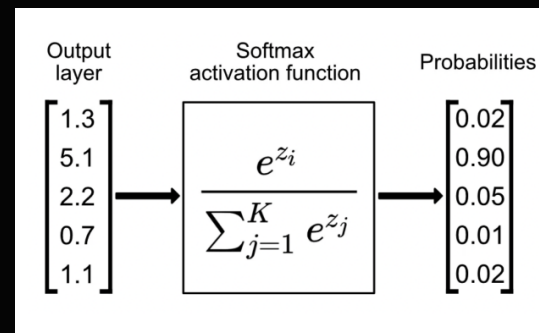 Output
layer
Softmax
activation function
Probabilities
1.3
5.1
2.2
0.7
1.1
e^{z_i}
∑_{j=1}^{K} e^{z_j}
0.02
0.90
0.05
0.01
0.02